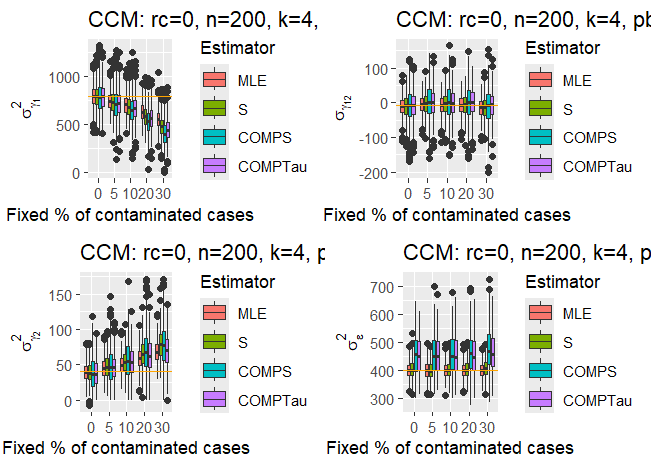 CCM: rc=0, n=200, k=4,
σ²γ1
1000
500
0
0 5 10 20 30
Fixed % of contaminated cases
Estimator
MLE
S
COMPS
COMPTau
CCM: rc=0, n=200, k=4, pb
σγ12
100
0
-100
-200
0 5 10 20 30
Fixed % of contaminated cases
Estimator
MLE
S
COMPS
COMPTau
CCM: rc=0, n=200, k=4, p
σ²γ2
150
100
50
0
0 5 10 20 30
Fixed % of contaminated cases
Estimator
MLE
S
COMPS
COMPTau
CCM: rc=0, n=200, k=4, p
σ²ε
700
600
500
400
300
0 5 10 20 30
Fixed % of contaminated cases
Estimator
MLE
S
COMPS
COMPTau